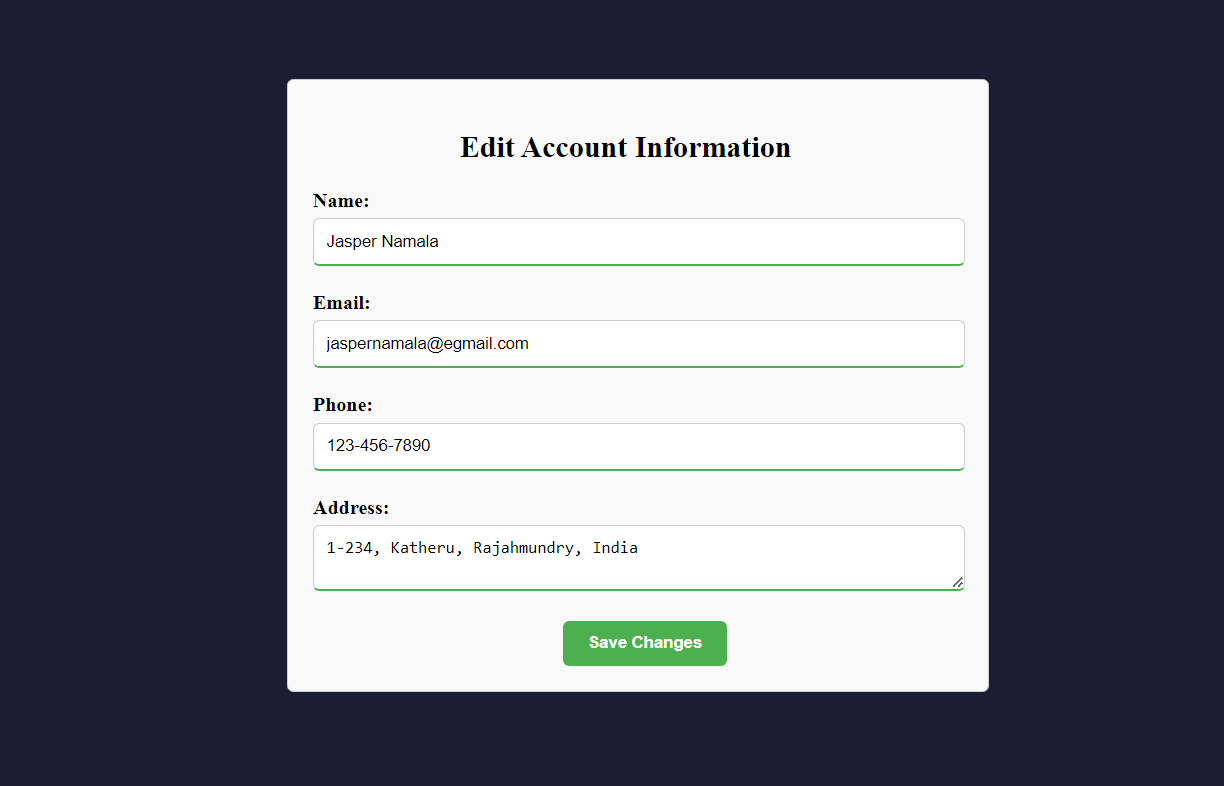 Edit Account Information
Name:
Jasper Namala
Email:
jaspernamala@egmail.com
Phone:
123-456-7890
Address:
1-234, Katheru, Rajahmundry, India
Save Changes